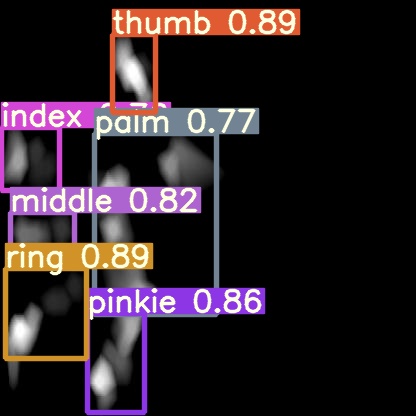 thumb 0.89
index
palm 0.77
middle 0.82
ring 0.89
pinkie 0.86